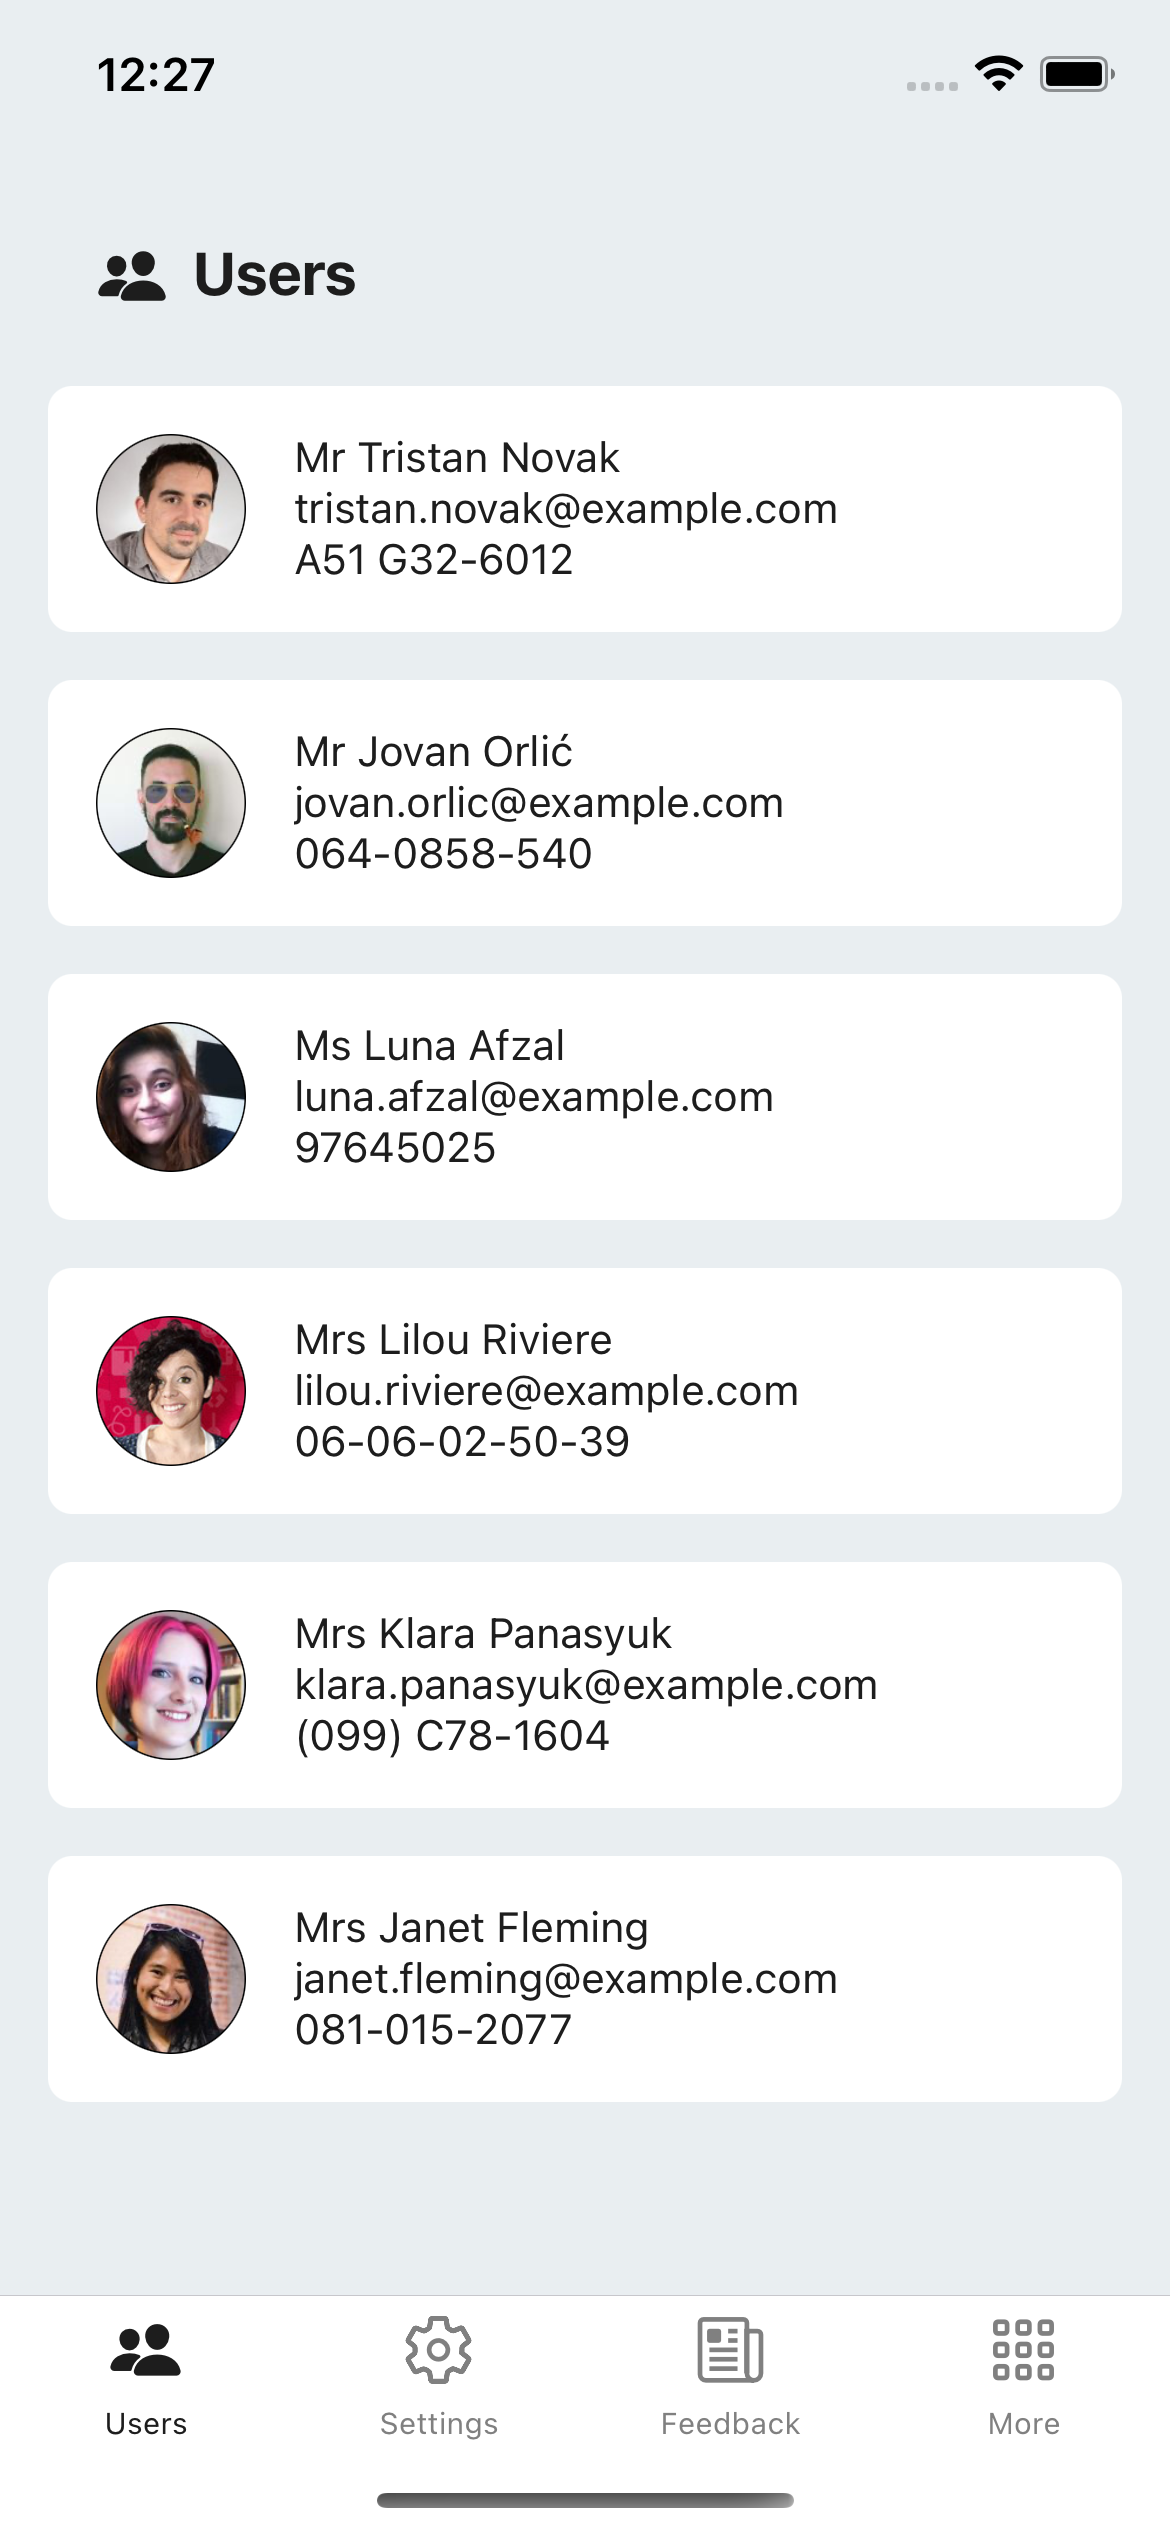 12:27
Users
Mr Tristan Novak
tristan.novak@example.com
A51 G32-6012
Mr Jovan Orlić
jovan.orlic@example.com
064-0858-540
Ms Luna Afzal
luna.afzal@example.com
97645025
Mrs Lilou Riviere
lilou.riviere@example.com
06-06-02-50-39
Mrs Klara Panasyuk
klara.panasyuk@example.com
(099) C78-1604
Mrs Janet Fleming
janet.fleming@example.com
081-015-2077
Users
Settings
Feedback
More